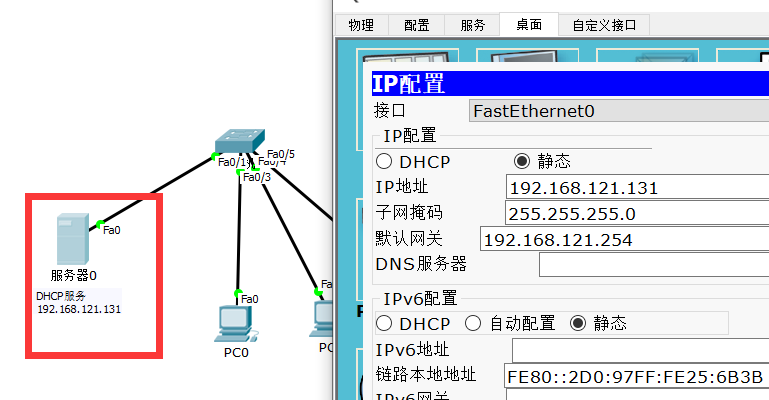 物理 配置 服务 桌面 自定义接口
IP配置
接口 FastEthernet0
IP配置
DHCP 静态
IP地址 192.168.121.131
子网掩码 255.255.255.0
默认网关 192.168.121.254
DNS服务器
IPv6配置
DHCP 自动配置 静态
IPv6地址
链路本地地址 FE80::2D0:97FF:FE25:6B3B
IPv6网关
Fa0/5
Fa0/1
Fa0/4
Fa0/3
Fa0
服务器0
DHCP服务
192.168.121.131
Fa0
PC0
Fa
PC